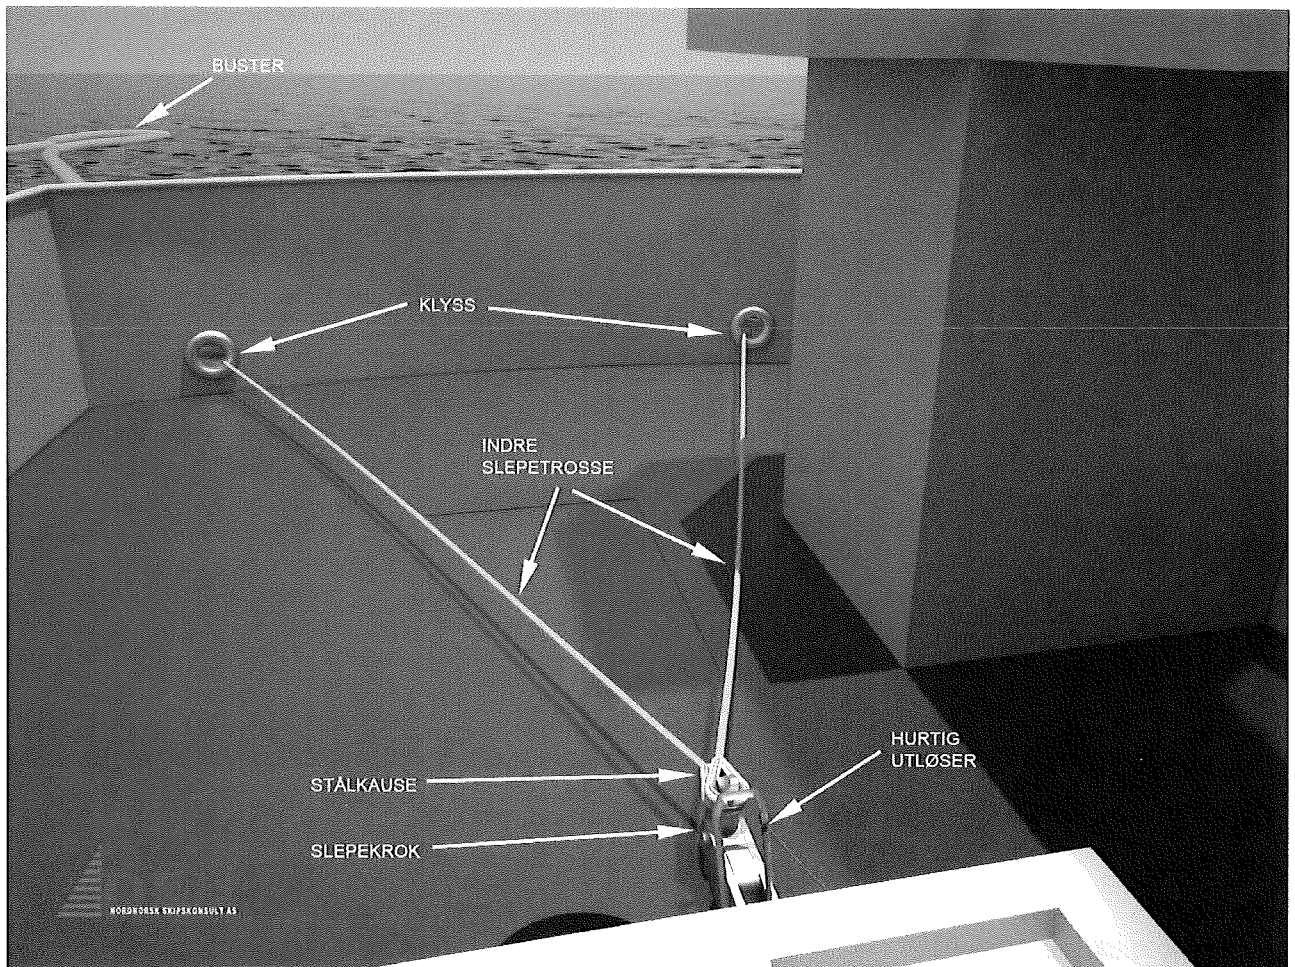 BUSTER
KLYSS
INDRE
SLEPETROSSE
HURTIG
UTLØSER
STÅLKAUSE
SLEPEKROK
NORDNORSK SKIPSKONSULT AS